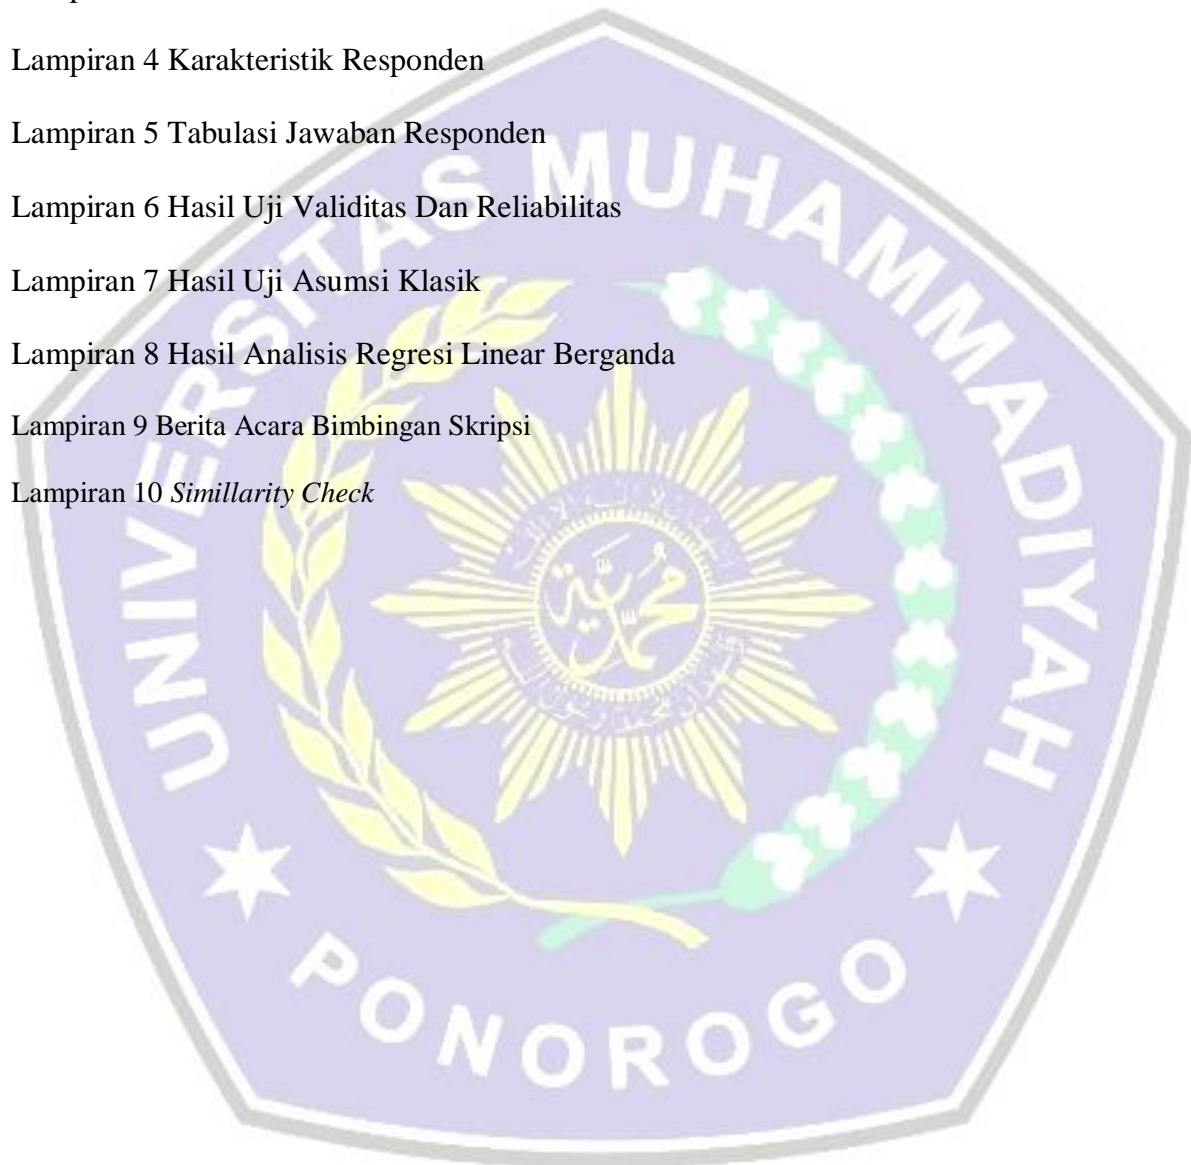 Lampiran 4 Karakteristik Responden
Lampiran 5 Tabulasi Jawaban Responden
Lampiran 6 Hasil Uji Validitas Dan Reliabilitas
Lampiran 7 Hasil Uji Asumsi Klasik
Lampiran 8 Hasil Analisis Regresi Linear Berganda
Lampiran 9 Berita Acara Bimbingan Skripsi
Lampiran 10 Simillarity Check
UNIVERSITAS MUHAMMADIYAH
PONOROGO
محمدية